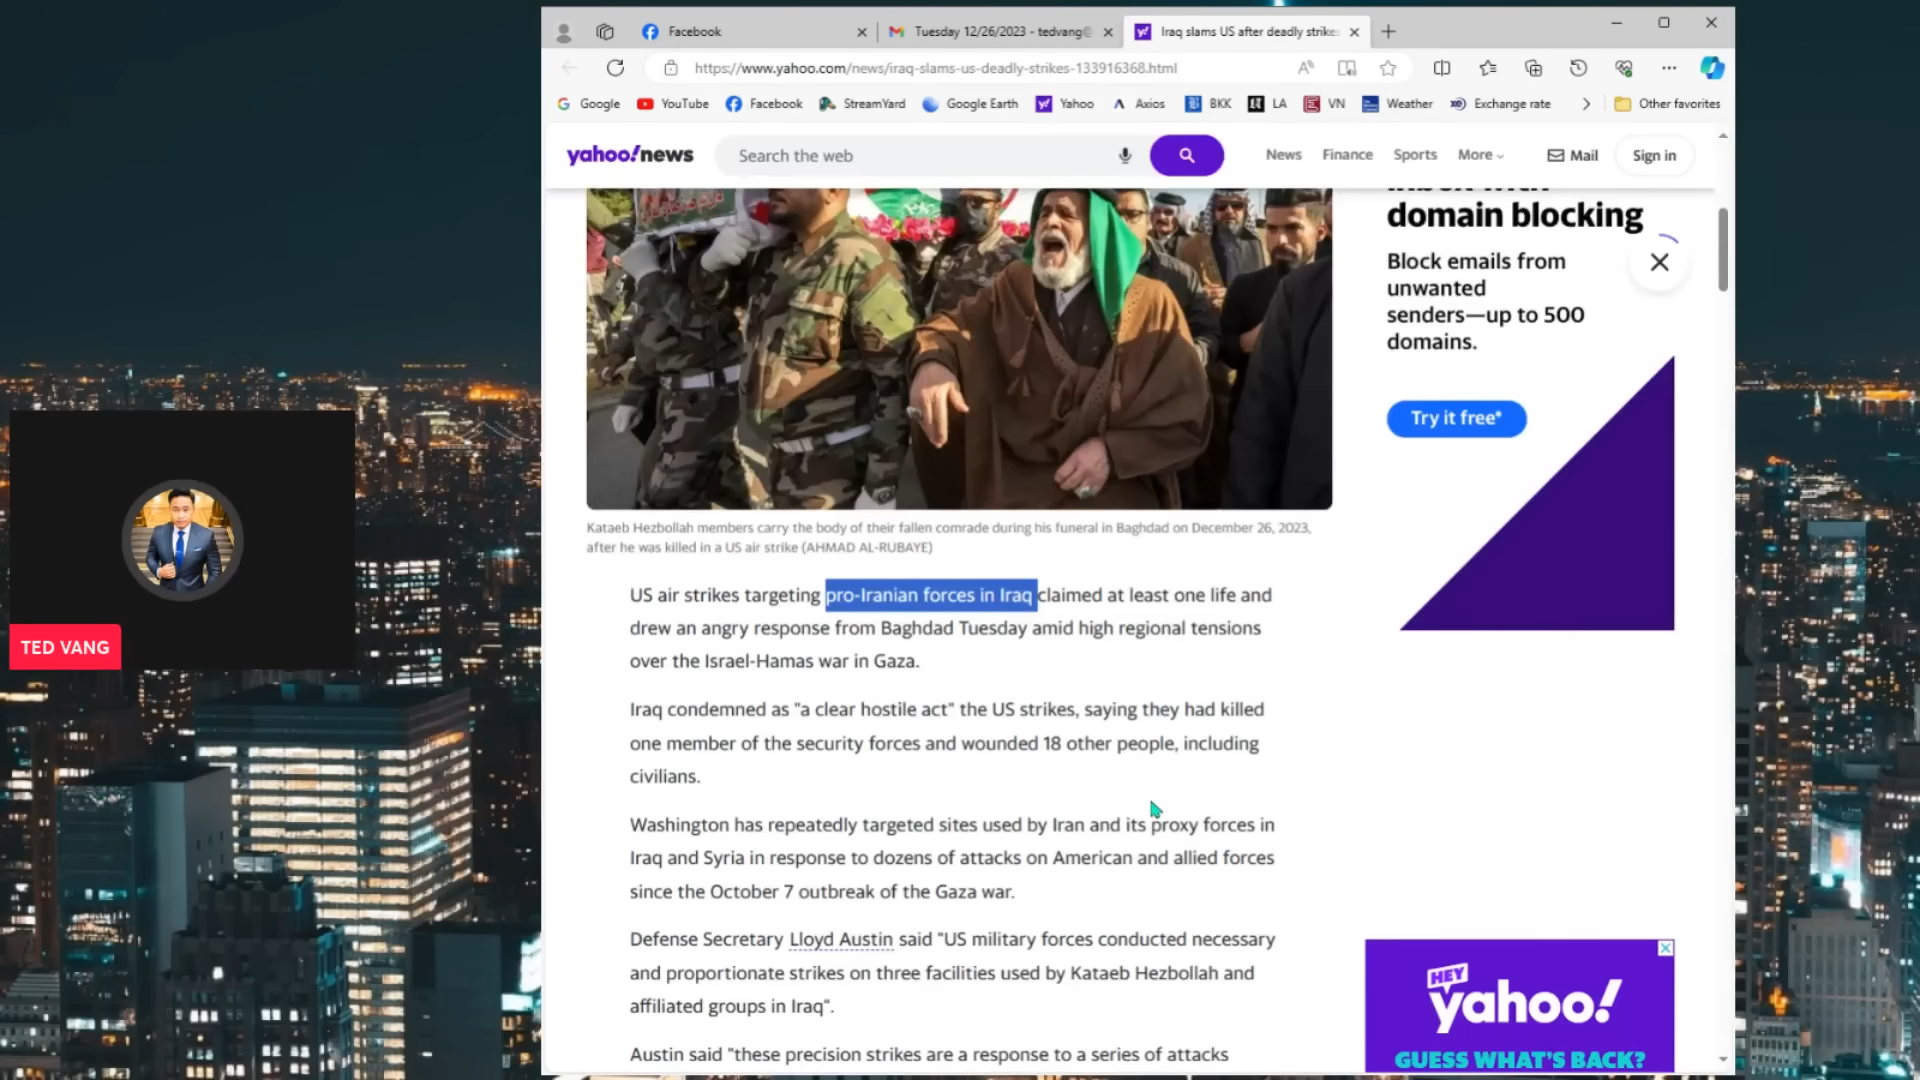 Facebook
Tuesday 12/26/2023 - tedvang@
Iraq slams US after deadly strike
https://www.yahoo.com/news/iraq-slams-us-deadly-strikes-133916368.html
Google
YouTube
Facebook
StreamYard
Google Earth
Yahoo
Axios
BKK
LA
VN
Weather
Exchange rate
Other favorites
yahoo!news
Search the web
News
Finance
Sports
More
Mail
Sign in
domain blocking
Block emails from
unwanted
senders—up to 500
domains.
Try it free*
Kataeb Hezbollah members carry the body of their fallen comrade during his funeral in Baghdad on December 26, 2023,
after he was killed in a US air strike (AHMAD AL-RUBAYE)
US air strikes targeting pro-Iranian forces in Iraq claimed at least one life and
drew an angry response from Baghdad Tuesday amid high regional tensions
over the Israel-Hamas war in Gaza.
Iraq condemned as "a clear hostile act" the US strikes, saying they had killed
one member of the security forces and wounded 18 other people, including
civilians.
Washington has repeatedly targeted sites used by Iran and its proxy forces in
Iraq and Syria in response to dozens of attacks on American and allied forces
since the October 7 outbreak of the Gaza war.
Defense Secretary Lloyd Austin said "US military forces conducted necessary
and proportionate strikes on three facilities used by Kataeb Hezbollah and
affiliated groups in Iraq".
Austin said "these precision strikes are a response to a series of attacks
HEY
yahoo!
GUESS WHAT'S BACK?
TED VANG